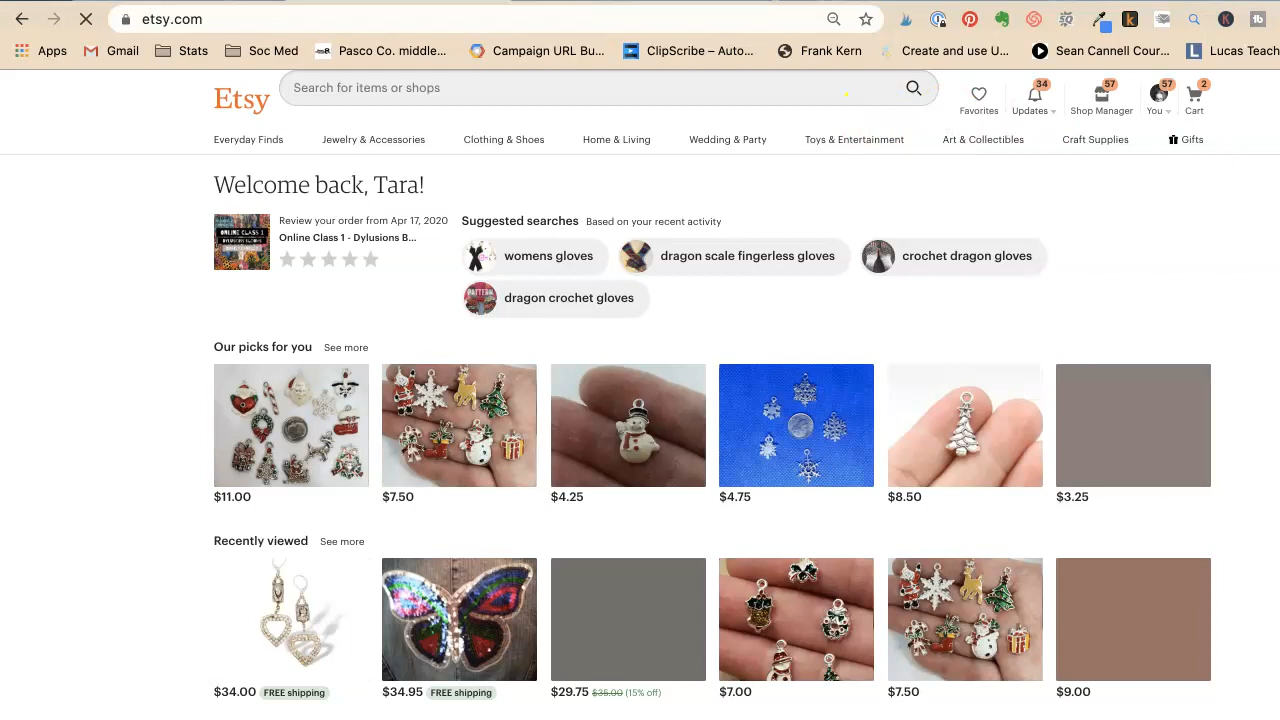 etsy.com
Apps Gmail Stats Soc Med Pasco Co. middle... Campaign URL Bu... ClipScribe – Auto... Frank Kern Create and use U... Sean Cannell Cour... Lucas Teach
Etsy Search for items or shops
34 57 57 2
Favorites Updates Shop Manager You Cart
Everyday Finds Jewelry & Accessories Clothing & Shoes Home & Living Wedding & Party Toys & Entertainment Art & Collectibles Craft Supplies Gifts
Welcome back, Tara!
Review your order from Apr 17, 2020
Online Class 1 - Dylusions B...
ONLINE CLASS 1
Suggested searches Based on your recent activity
womens gloves dragon scale fingerless gloves crochet dragon gloves
PATTERN dragon crochet gloves
Our picks for you See more
$11.00 $7.50 $4.25 $4.75 $8.50 $3.25
Recently viewed See more
$34.00 FREE shipping $34.95 FREE shipping $29.75 $35.00 (15% off) $7.00 $7.50 $9.00